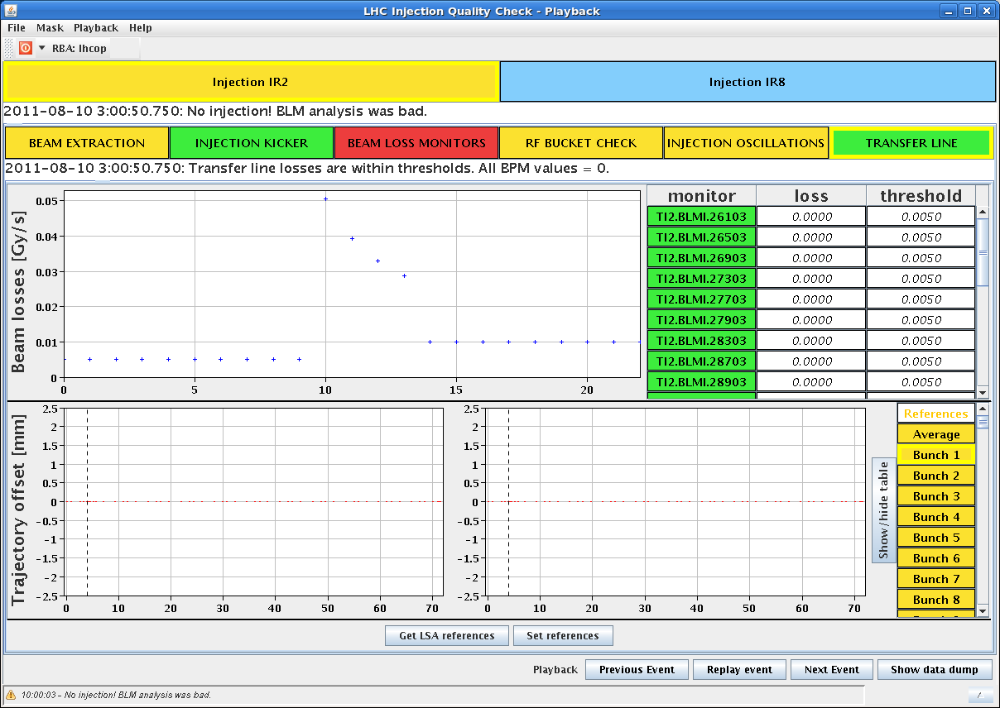 LHC Injection Quality Check - Playback
File Mask Playback Help
RBA: lhcop
Injection IR2 Injection IR8
2011-08-10 3:00:50.750: No injection! BLM analysis was bad.
BEAM EXTRACTION INJECTION KICKER BEAM LOSS MONITORS RF BUCKET CHECK INJECTION OSCILLATIONS TRANSFER LINE
2011-08-10 3:00:50.750: Transfer line losses are within thresholds. All BPM values = 0.
Beam losses [Gy/s]
0.05
0.04
0.03
0.02
0.01
0
0 5 10 15 20
monitor loss threshold
TI2.BLMI.26103 0.0000 0.0050
TI2.BLMI.26503 0.0000 0.0050
TI2.BLMI.26903 0.0000 0.0050
TI2.BLMI.27303 0.0000 0.0050
TI2.BLMI.27703 0.0000 0.0050
TI2.BLMI.27903 0.0000 0.0050
TI2.BLMI.28303 0.0000 0.0050
TI2.BLMI.28703 0.0000 0.0050
TI2.BLMI.28903 0.0000 0.0050
Trajectory offset [mm]
2.5
2
1.5
1
0.5
0
-0.5
-1
-1.5
-2
-2.5
0 10 20 30 40 50 60 70
2.5
2
1.5
1
0.5
0
-0.5
-1
-1.5
-2
-2.5
0 10 20 30 40 50 60 70
Show/hide table
References
Average
Bunch 1
Bunch 2
Bunch 3
Bunch 4
Bunch 5
Bunch 6
Bunch 7
Bunch 8
Get LSA references Set references
Playback Previous Event Replay event Next Event Show data dump
10:00:03 - No injection! BLM analysis was bad.